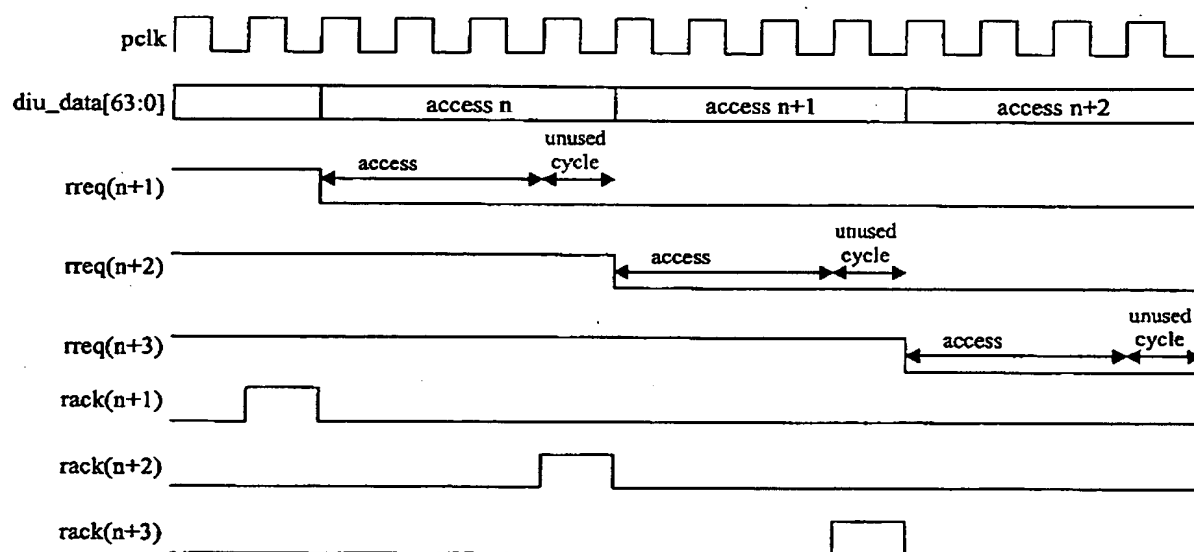 pclk
diu_data[63:0]
access n
access n+1
access n+2
rreq(n+1)
access
unused
cycle
rreq(n+2)
access
unused
cycle
rreq(n+3)
access
unused
cycle
rack(n+1)
rack(n+2)
rack(n+3)